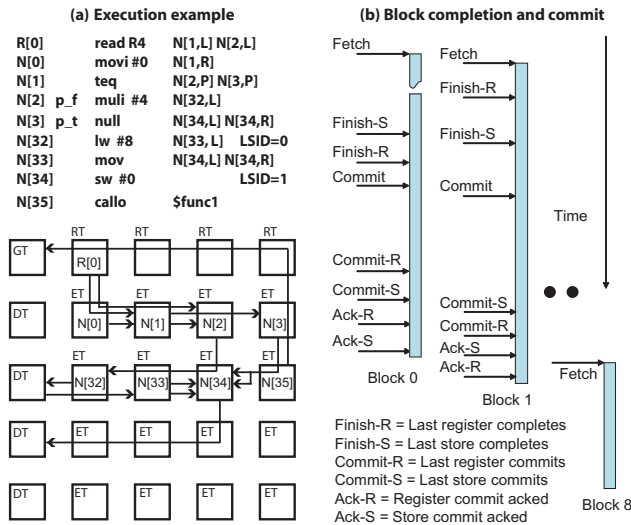 (a) Execution example
R[0] read R4 N[1,L] N[2,L]
N[0] movi #0 N[1,R]
N[1] teq N[2,P] N[3,P]
N[2] p_f muli #4 N[32,L]
N[3] p_t null N[34,L] N[34,R]
N[32] lw #8 N[33,L] LSID=0
N[33] mov N[34,L] N[34,R]
N[34] sw #0 LSID=1
N[35] callo $func1
RT RT RT RT
GT
R[0]
ET ET ET ET
DT
N[0] N[1] N[2] N[3]
ET ET ET ET
DT
N[32] N[33] N[34] N[35]
DT ET ET ET ET
DT ET ET ET ET
(b) Block completion and commit
Fetch
Finish-S
Finish-R
Commit
Commit-R
Commit-S
Ack-R
Ack-S
Block 0
Fetch
Finish-R
Finish-S
Commit
Commit-S
Commit-R
Ack-S
Ack-R
Block 1
Time
Fetch
Block 8
Finish-R = Last register completes
Finish-S = Last store completes
Commit-R = Last register commits
Commit-S = Last store commits
Ack-R = Register commit acked
Ack-S = Store commit acked